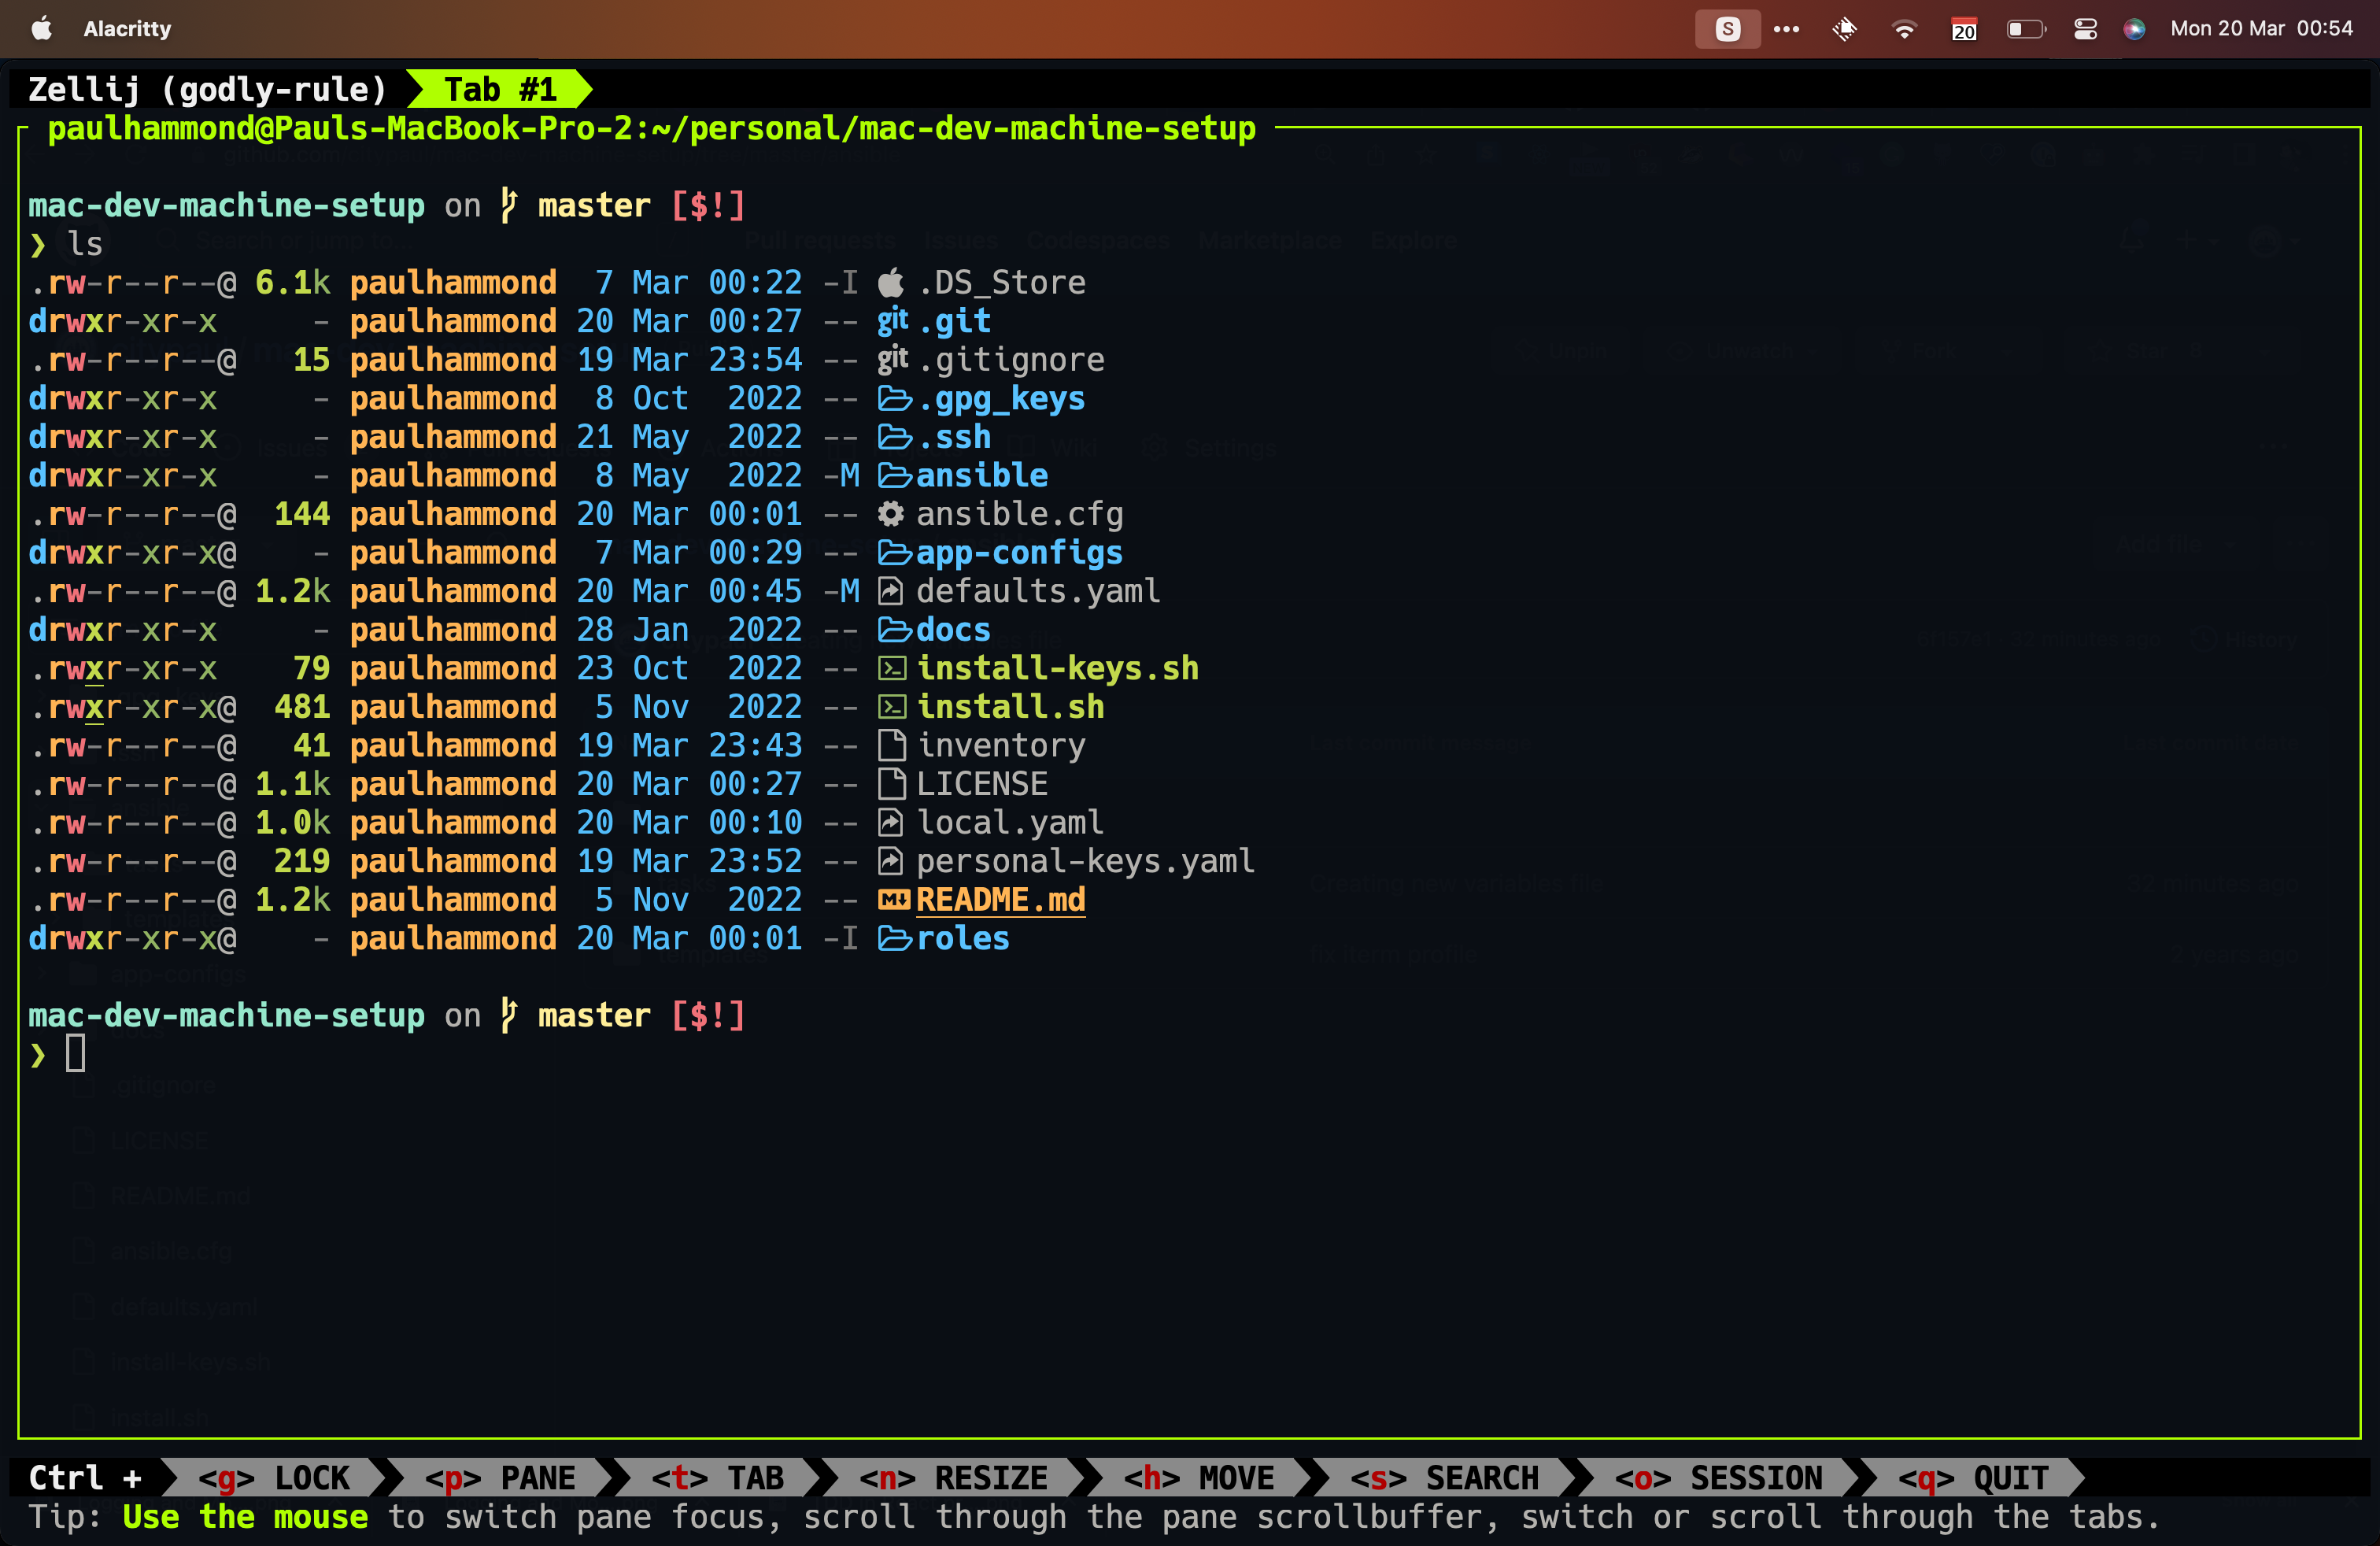 Alacritty S ••• 20 Mon 20 Mar 00:54
Zellij (godly-rule) Tab #1
paulhammond@Pauls-MacBook-Pro-2:~/personal/mac-dev-machine-setup
mac-dev-machine-setup on master [$!]
❯ ls
.rw-r--r--@ 6.1k paulhammond 7 Mar 00:22 -I .DS_Store
drwxr-xr-x - paulhammond 20 Mar 00:27 -- git .git
.rw-r--r--@ 15 paulhammond 19 Mar 23:54 -- git .gitignore
drwxr-xr-x - paulhammond 8 Oct 2022 -- .gpg_keys
drwxr-xr-x - paulhammond 21 May 2022 -- .ssh
drwxr-xr-x - paulhammond 8 May 2022 -M ansible
.rw-r--r--@ 144 paulhammond 20 Mar 00:01 -- ansible.cfg
drwxr-xr-x@ - paulhammond 7 Mar 00:29 -- app-configs
.rw-r--r--@ 1.2k paulhammond 20 Mar 00:45 -M defaults.yaml
drwxr-xr-x - paulhammond 28 Jan 2022 -- docs
.rwxr-xr-x 79 paulhammond 23 Oct 2022 -- install-keys.sh
.rwxr-xr-x@ 481 paulhammond 5 Nov 2022 -- install.sh
.rw-r--r--@ 41 paulhammond 19 Mar 23:43 -- inventory
.rw-r--r--@ 1.1k paulhammond 20 Mar 00:27 -- LICENSE
.rw-r--r--@ 1.0k paulhammond 20 Mar 00:10 -- local.yaml
.rw-r--r--@ 219 paulhammond 19 Mar 23:52 -- personal-keys.yaml
.rw-r--r--@ 1.2k paulhammond 5 Nov 2022 -- M↓ README.md
drwxr-xr-x@ - paulhammond 20 Mar 00:01 -I roles
mac-dev-machine-setup on master [$!]
❯
Ctrl + <g> LOCK <p> PANE <t> TAB <n> RESIZE <h> MOVE <s> SEARCH <o> SESSION <q> QUIT
Tip: Use the mouse to switch pane focus, scroll through the pane scrollbuffer, switch or scroll through the tabs.